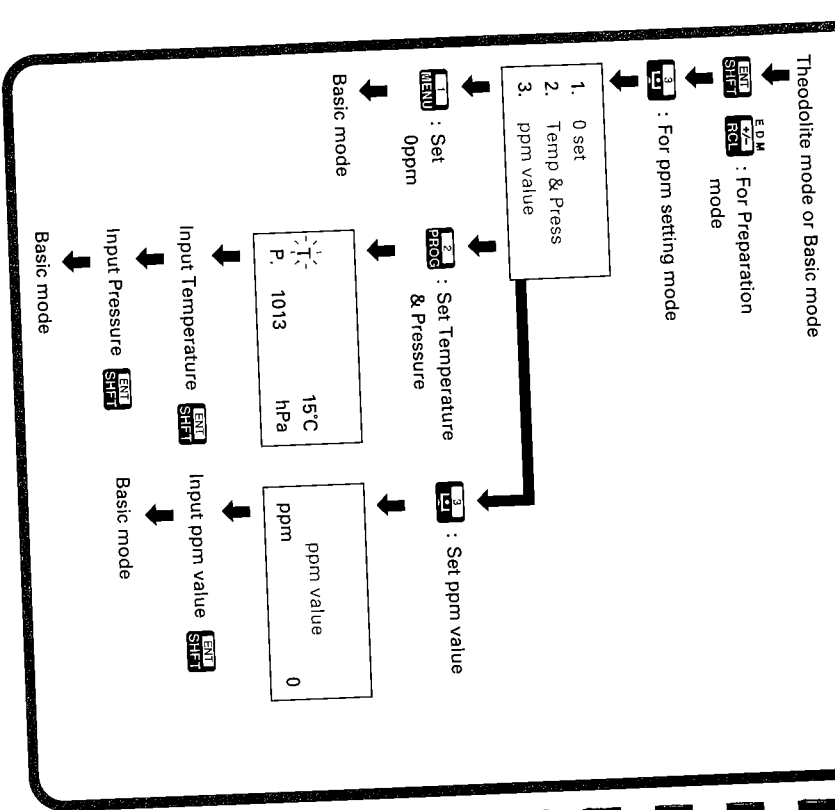 Theodolite mode or Basic mode
E D M
ENT SHFT +/- RCL : For Preparation
mode
3 : For ppm setting mode
1. 0 set
2. Temp & Press
3. ppm value
1 MENU : Set
0ppm
Basic mode
2 PROG : Set Temperature
& Pressure
T. 15°C
P. 1013 hPa
Input Temperature ENT SHFT
Input Pressure ENT SHFT
Basic mode
3 : Set ppm value
ppm value
ppm 0
Input ppm value ENT SHFT
Basic mode